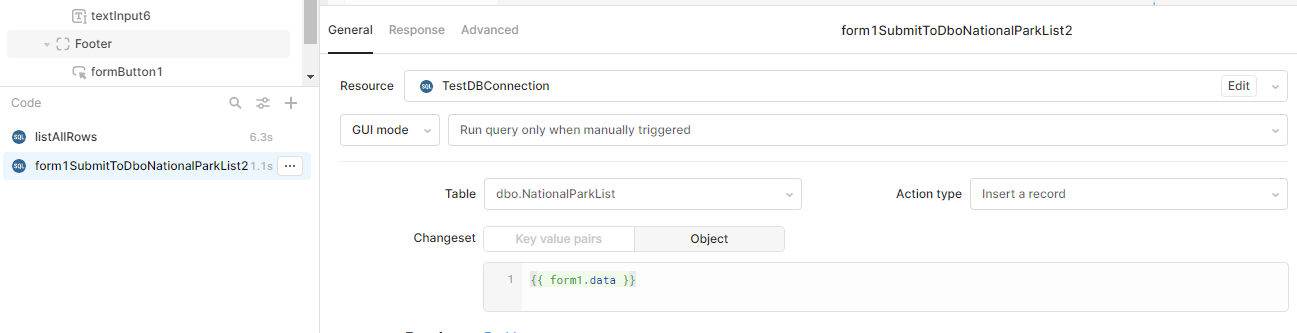 textInput6
Footer
formButton1
Code
listAllRows 6.3s
form1SubmitToDboNationalParkList2 1.1s
General Response Advanced form1SubmitToDboNationalParkList2
Resource SQL TestDBConnection Edit
GUI mode Run query only when manually triggered
Table dbo.NationalParkList Action type Insert a record
Changeset Key value pairs Object
1 {{ form1.data }}